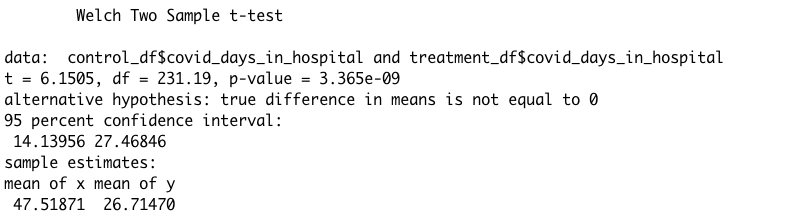 Welch Two Sample t-test
data:  control_df$covid_days_in_hospital and treatment_df$covid_days_in_hospital
t = 6.1505, df = 231.19, p-value = 3.365e-09
alternative hypothesis: true difference in means is not equal to 0
95 percent confidence interval:
 14.13956 27.46846
sample estimates:
mean of x mean of y
 47.51871  26.71470